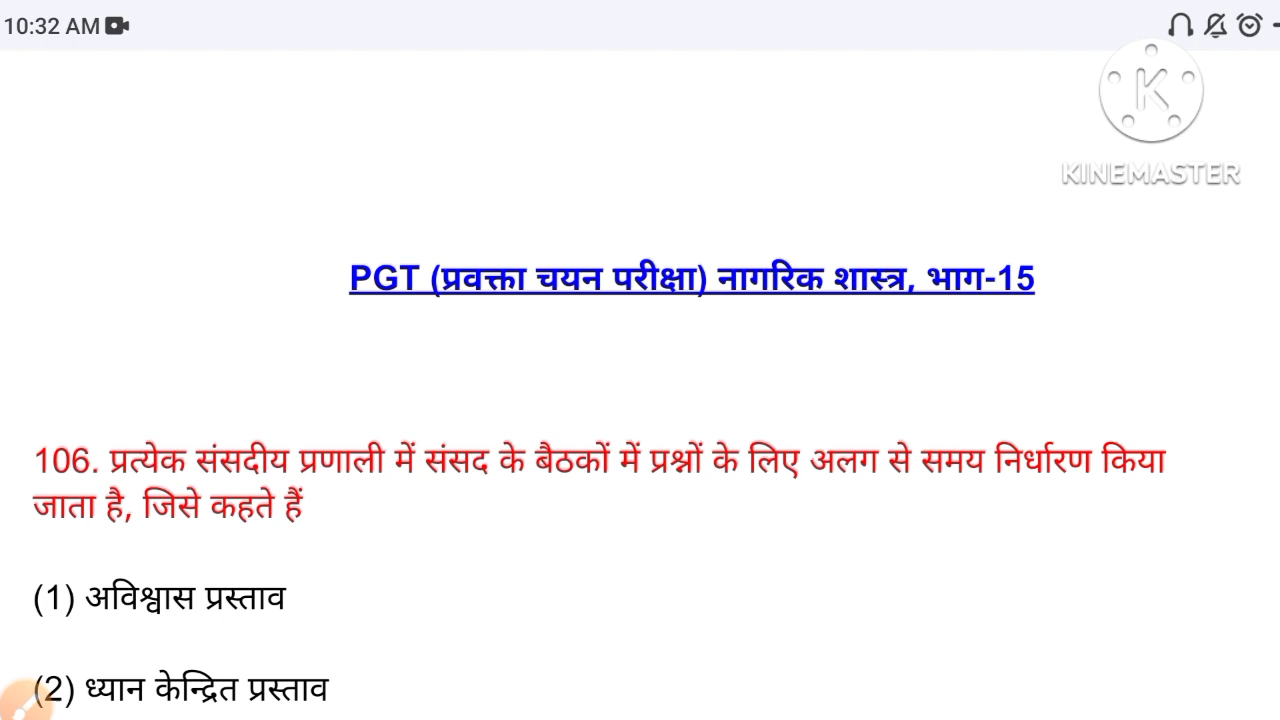 10:32 AM
K
KINEMASTER
PGT (प्रवक्ता चयन परीक्षा) नागरिक शास्त्र, भाग-15
106. प्रत्येक संसदीय प्रणाली में संसद के बैठकों में प्रश्नों के लिए अलग से समय निर्धारण किया
जाता है, जिसे कहते हैं
(1) अविश्वास प्रस्ताव
(2) ध्यान केन्द्रित प्रस्ताव